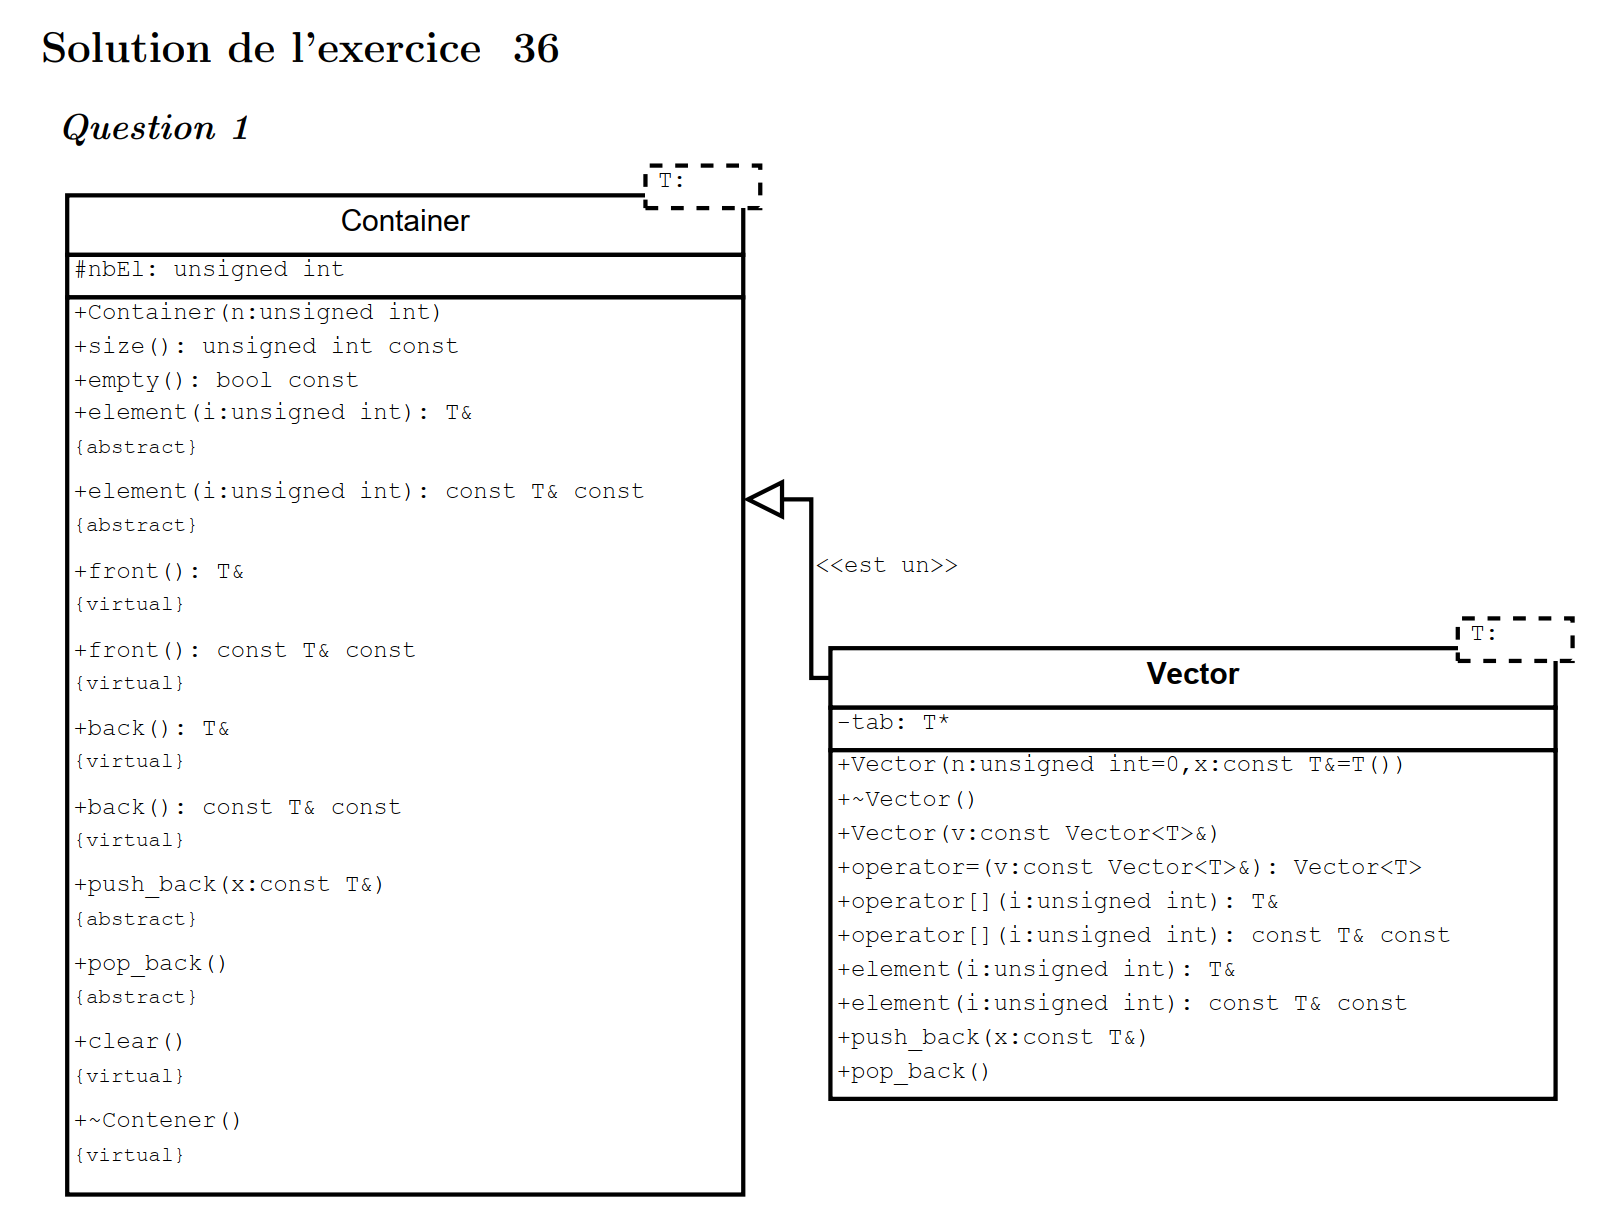 Solution de l'exercice 36
Question 1
T:
Container
#nbEl: unsigned int
+Container(n:unsigned int)
+size(): unsigned int const
+empty(): bool const
+element(i:unsigned int): T&
{abstract}
+element(i:unsigned int): const T& const
{abstract}
+front(): T&
{virtual}
+front(): const T& const
{virtual}
+back(): T&
{virtual}
+back(): const T& const
{virtual}
+push_back(x:const T&)
{abstract}
+pop_back()
{abstract}
+clear()
{virtual}
+~Contener()
{virtual}
<<est un>>
T:
Vector
-tab: T*
+Vector(n:unsigned int=0,x:const T&=T())
+~Vector()
+Vector(v:const Vector<T>&)
+operator=(v:const Vector<T>&): Vector<T>
+operator[](i:unsigned int): T&
+operator[](i:unsigned int): const T& const
+element(i:unsigned int): T&
+element(i:unsigned int): const T& const
+push_back(x:const T&)
+pop_back()